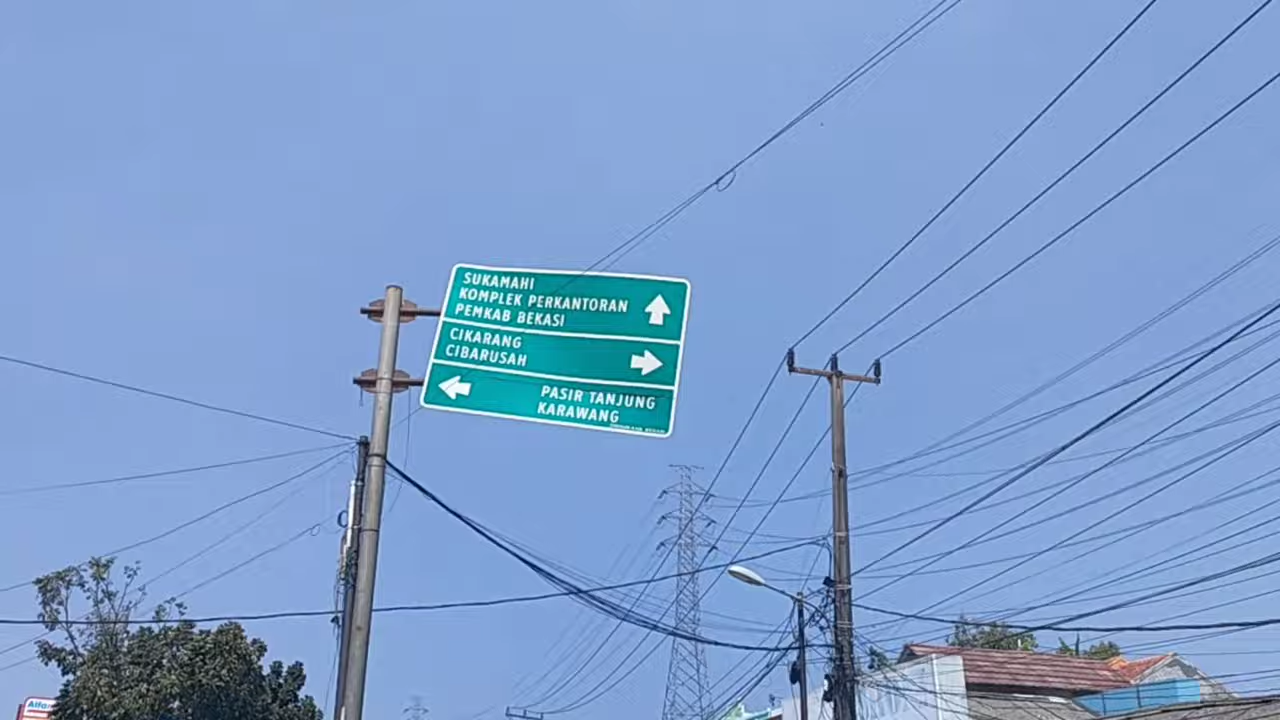 SUKAMAHI
KOMPLEK PERKANTORAN
PEMKAB BEKASI
CIKARANG
CIBARUSAH
PASIR TANJUNG
KARAWANG